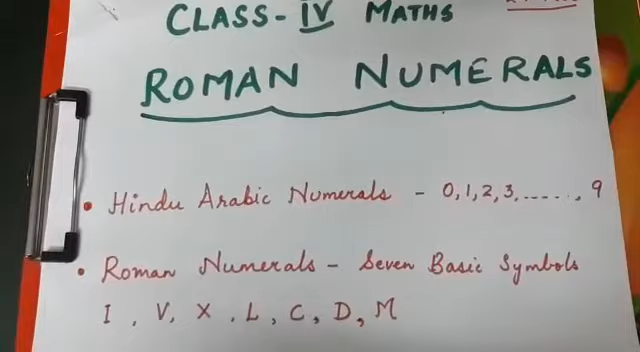 CLASS-IV MATHS
ROMAN NUMERALS
• Hindu Arabic Numerals - 0, 1, 2, 3, ....., 9
• Roman Numerals - Seven Basic Symbols
I, V, X, L, C, D, M